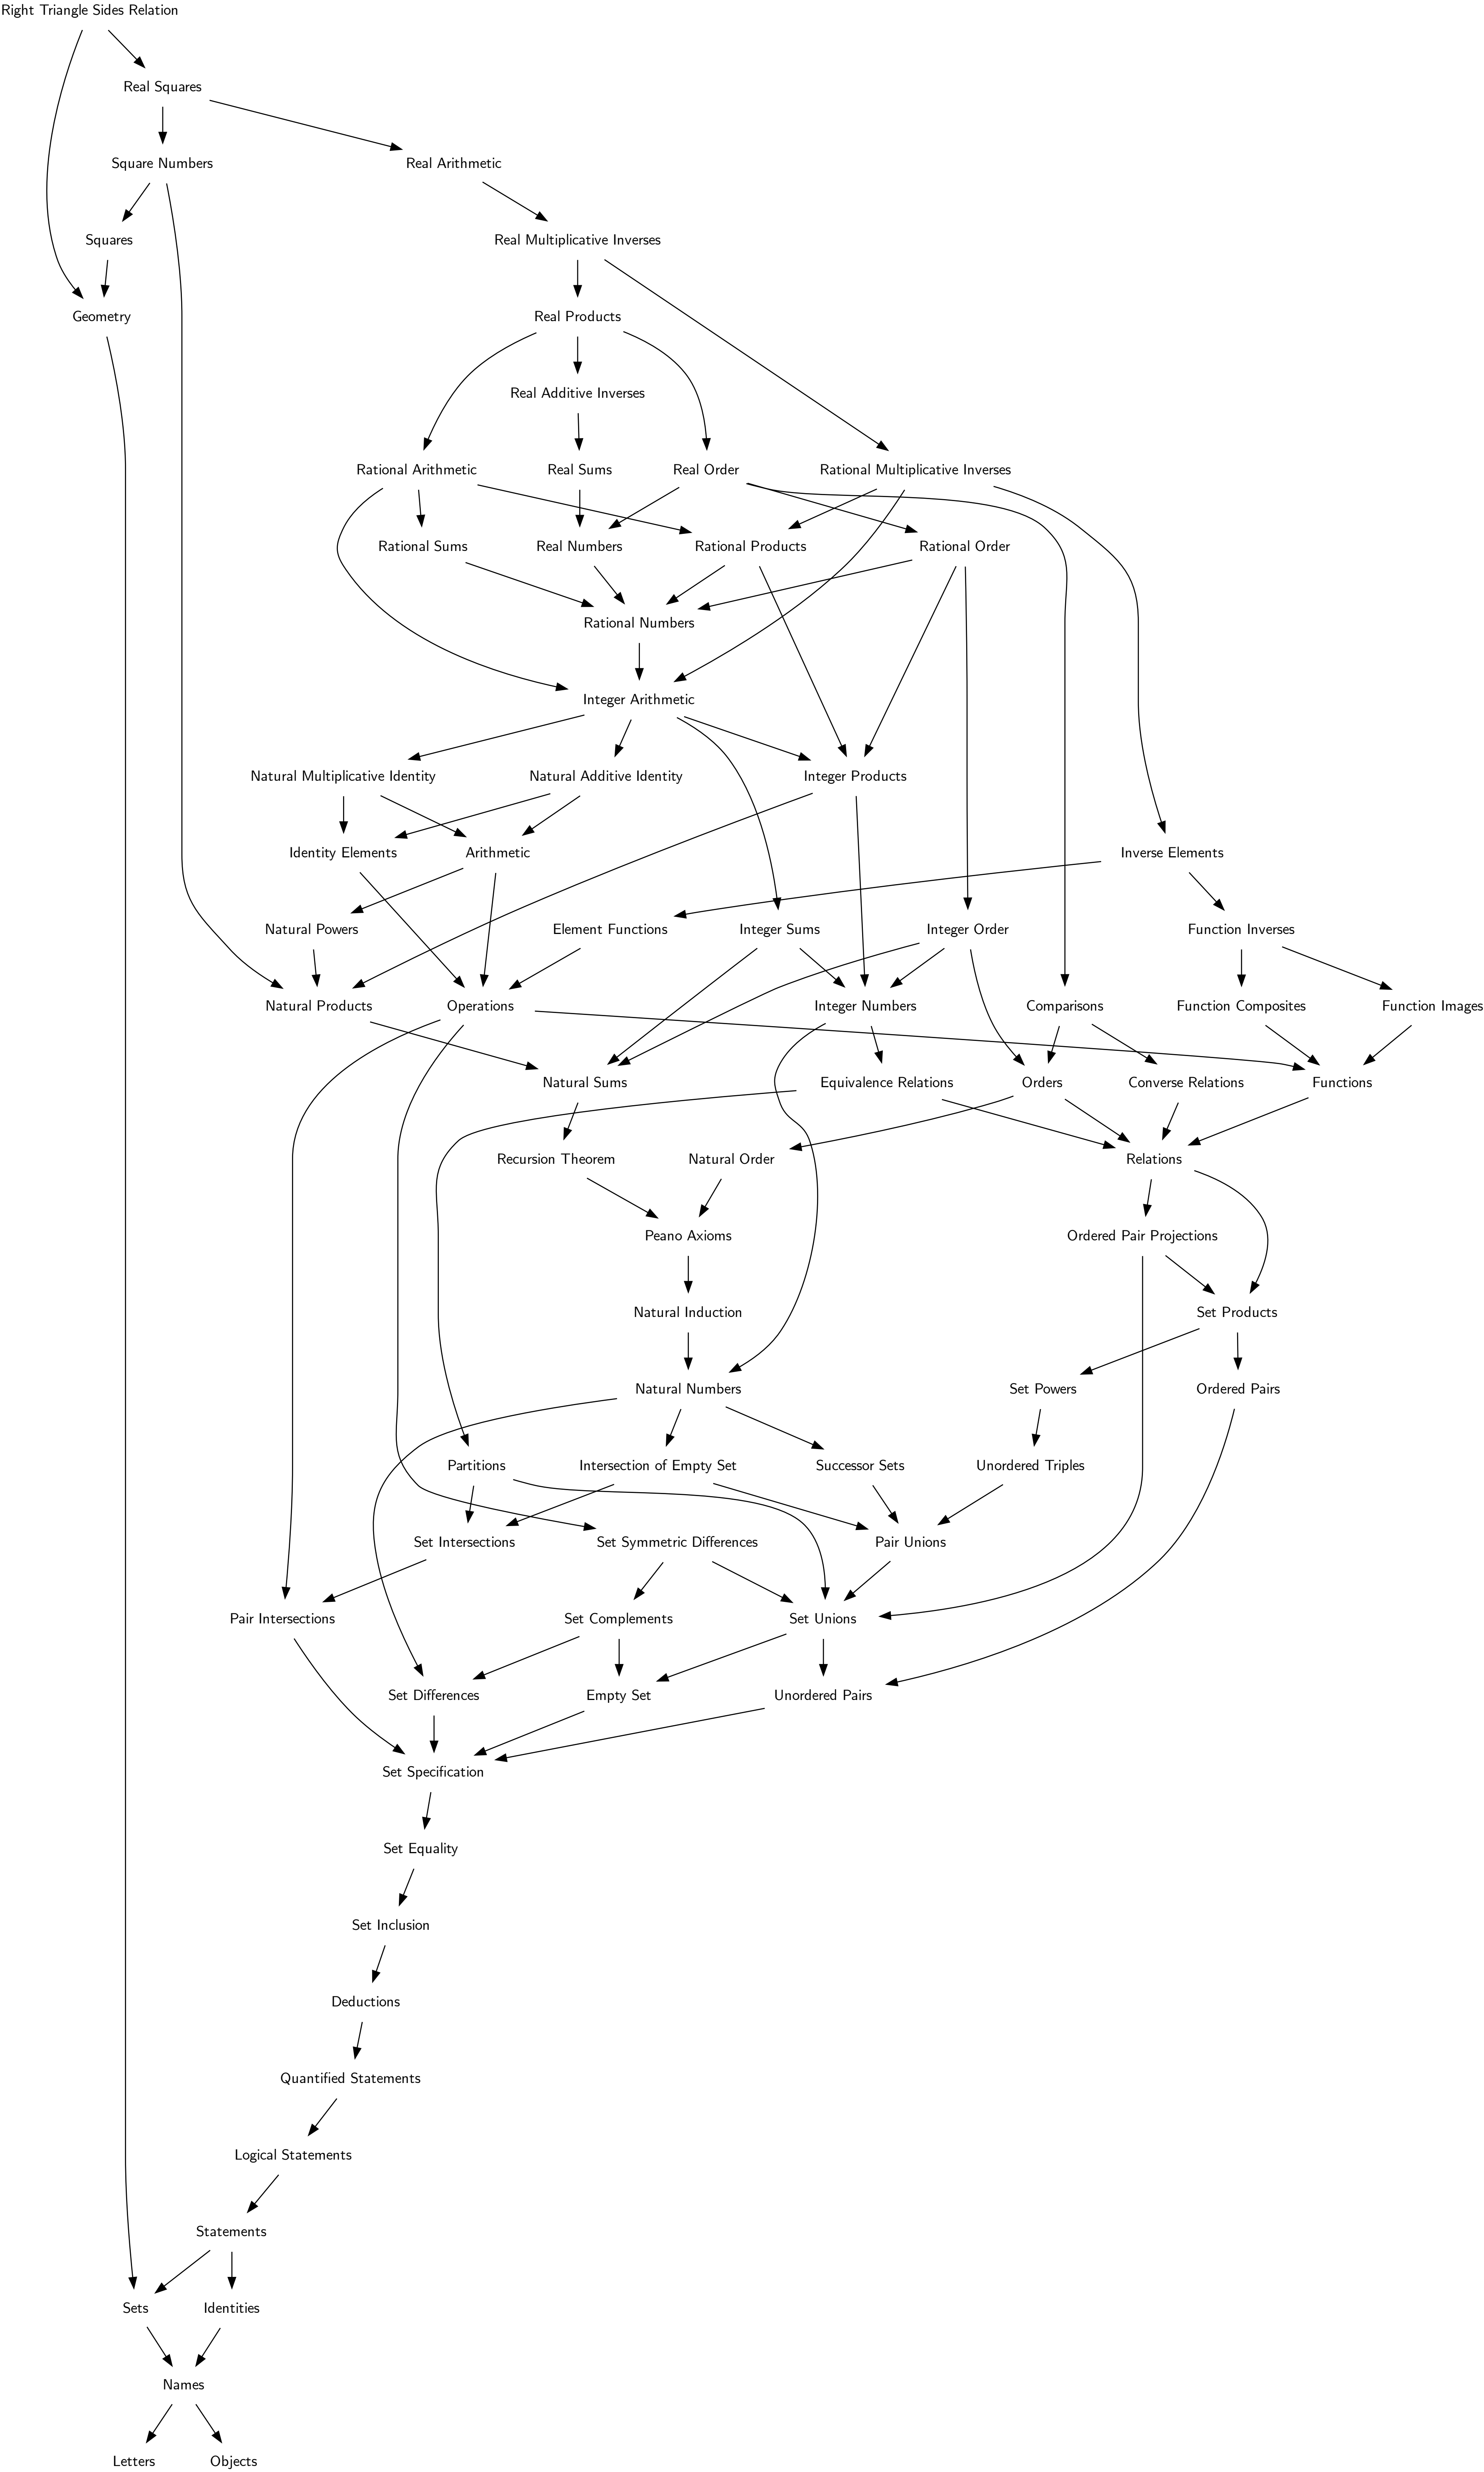 Right Triangle Sides Relation
Real Squares
Square Numbers
Real Arithmetic
Squares
Real Multiplicative Inverses
Geometry
Real Products
Real Additive Inverses
Rational Arithmetic
Real Sums
Real Order
Rational Multiplicative Inverses
Rational Sums
Real Numbers
Rational Products
Rational Order
Rational Numbers
Integer Arithmetic
Natural Multiplicative Identity
Natural Additive Identity
Integer Products
Identity Elements
Arithmetic
Inverse Elements
Natural Powers
Element Functions
Integer Sums
Integer Order
Function Inverses
Natural Products
Operations
Integer Numbers
Comparisons
Function Composites
Function Images
Natural Sums
Equivalence Relations
Orders
Converse Relations
Functions
Recursion Theorem
Natural Order
Relations
Peano Axioms
Ordered Pair Projections
Natural Induction
Set Products
Natural Numbers
Set Powers
Ordered Pairs
Partitions
Intersection of Empty Set
Successor Sets
Unordered Triples
Set Intersections
Set Symmetric Differences
Pair Unions
Pair Intersections
Set Complements
Set Unions
Set Differences
Empty Set
Unordered Pairs
Set Specification
Set Equality
Set Inclusion
Deductions
Quantified Statements
Logical Statements
Statements
Sets
Identities
Names
Letters
Objects